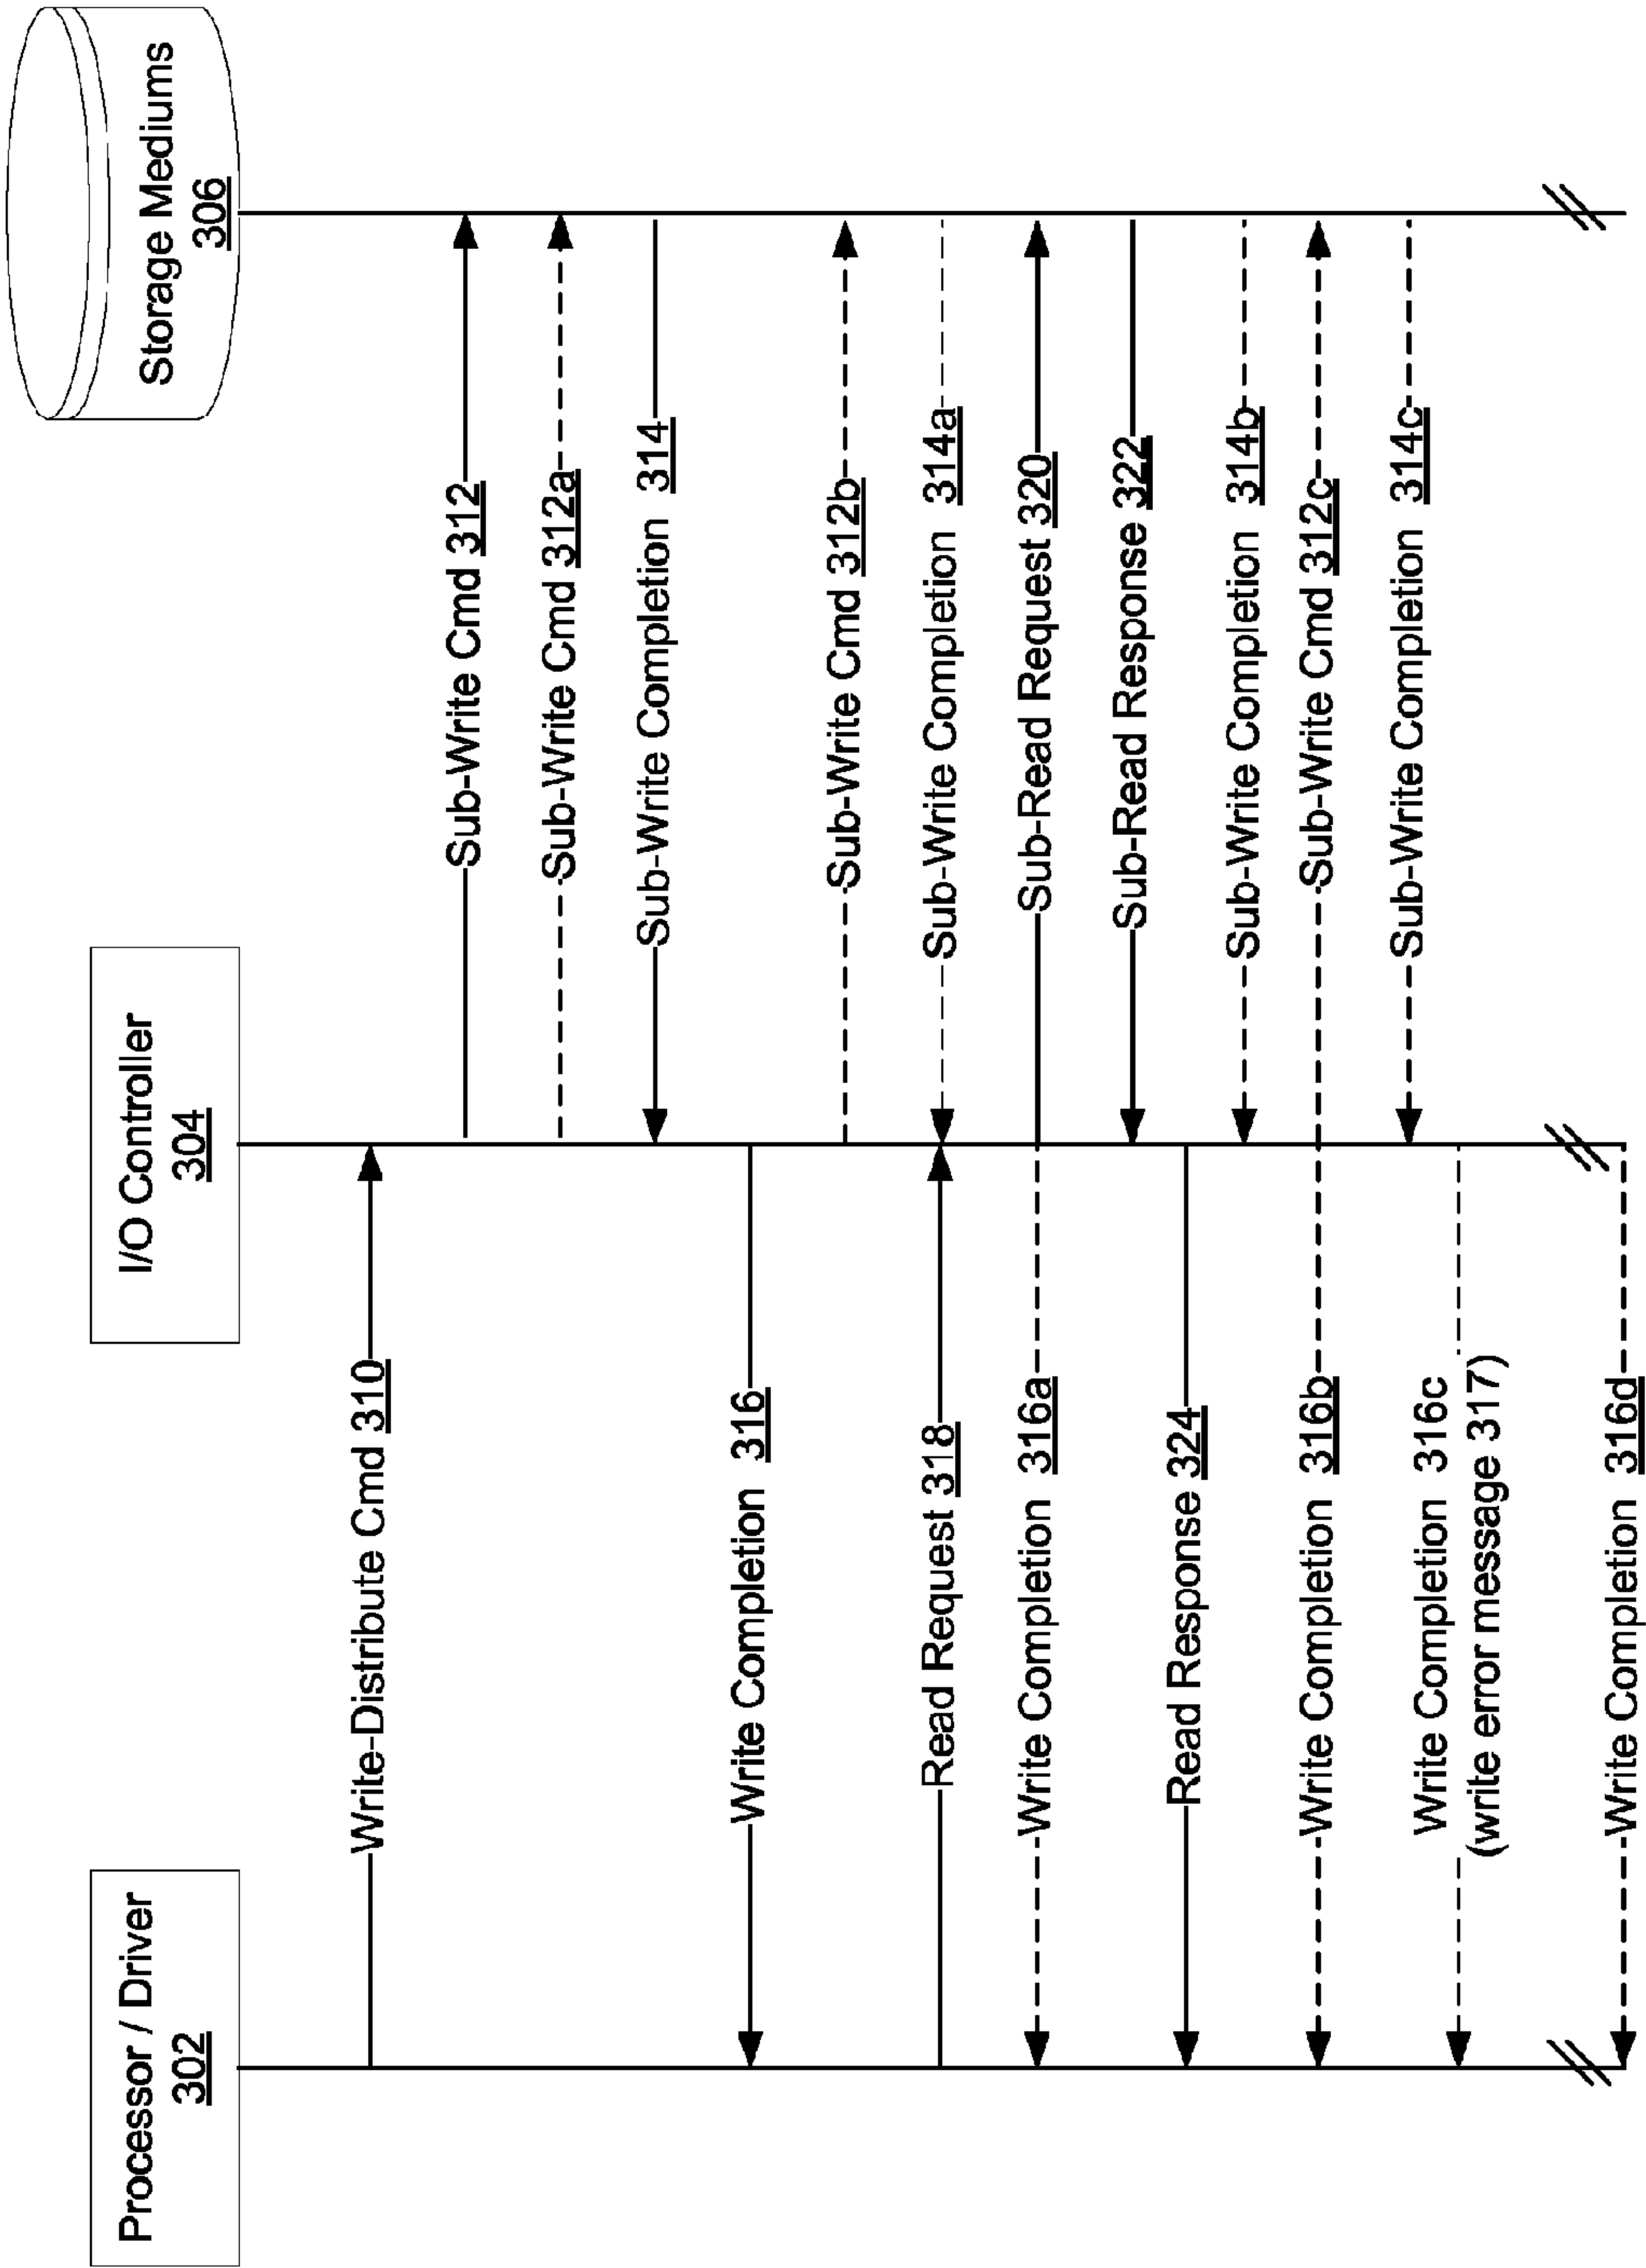 Processor / Driver
302
I/O Controller
304
Storage Mediums
306
Write-Distribute Cmd 310
Sub-Write Cmd 312
Sub-Write Cmd 312a
Sub-Write Completion 314
Write Completion 316
Sub-Write Cmd 312b
Read Request 318
Sub-Write Completion 314a
Write Completion 316a
Sub-Read Request 320
Sub-Read Response 322
Read Response 324
Sub-Write Completion 314b
Write Completion 316b
Sub-Write Cmd 312c
Sub-Write Completion 314c
Write Completion 316c
(write error message 317)
Write Completion 316d